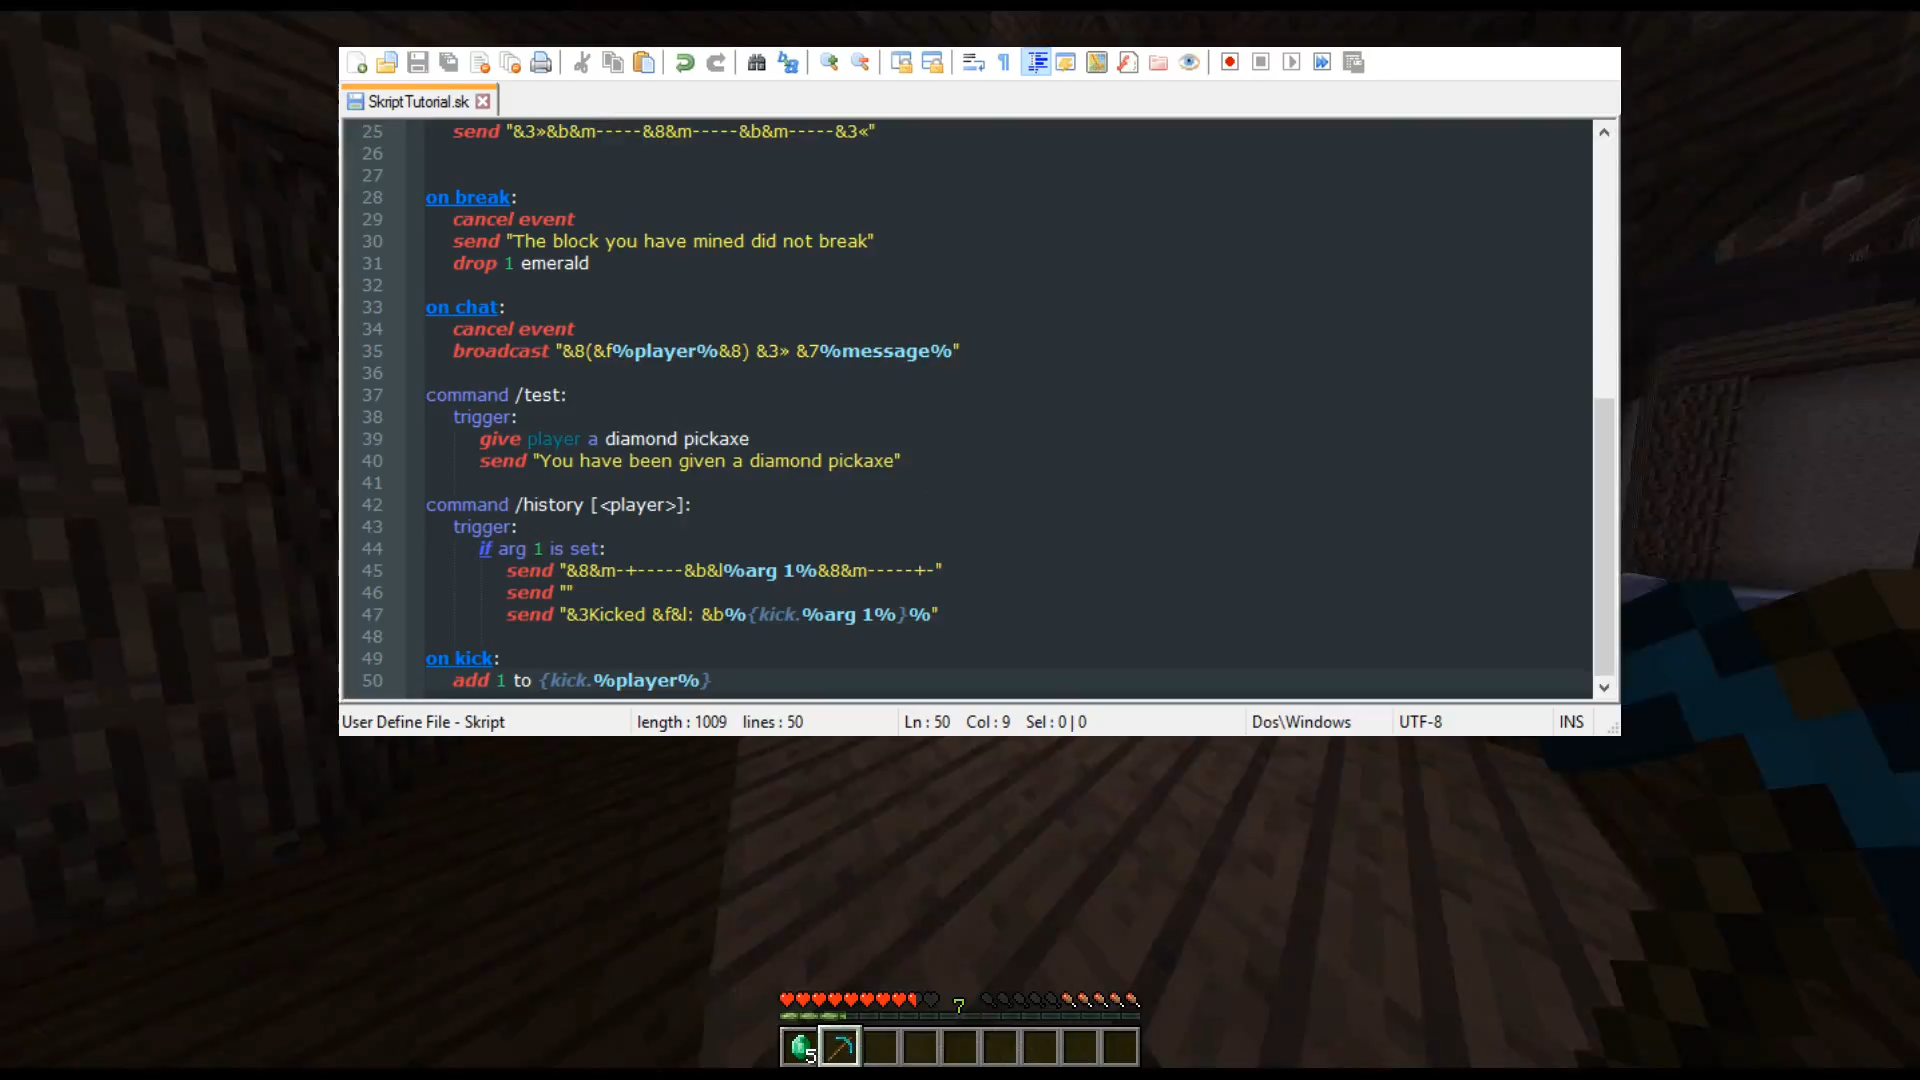 SkriptTutorial.sk
25 send "&3»&b&m-----&8&m-----&b&m-----&3«"
26
27
28 on break:
29 cancel event
30 send "The block you have mined did not break"
31 drop 1 emerald
32
33 on chat:
34 cancel event
35 broadcast "&8(&f%player%&8) &3» &7%message%"
36
37 command /test:
38 trigger:
39 give player a diamond pickaxe
40 send "You have been given a diamond pickaxe"
41
42 command /history [<player>]:
43 trigger:
44 if arg 1 is set:
45 send "&8&m-+-----&b&l%arg 1%&8&m-----+-"
46 send ""
47 send "&3Kicked &f&l: &b%{kick.%arg 1%}%"
48
49 on kick:
50 add 1 to {kick.%player%}
User Define File - Skript length : 1009 lines : 50 Ln : 50 Col : 9 Sel : 0 | 0 Dos\Windows UTF-8 INS
7
5